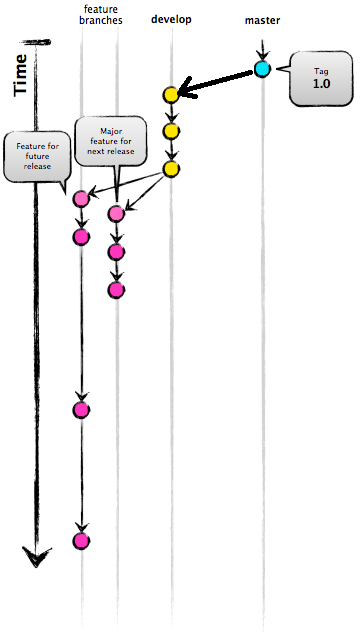 feature
branches
develop
master
Time
Tag
1.0
Feature for
future
release
Major
feature for
next release